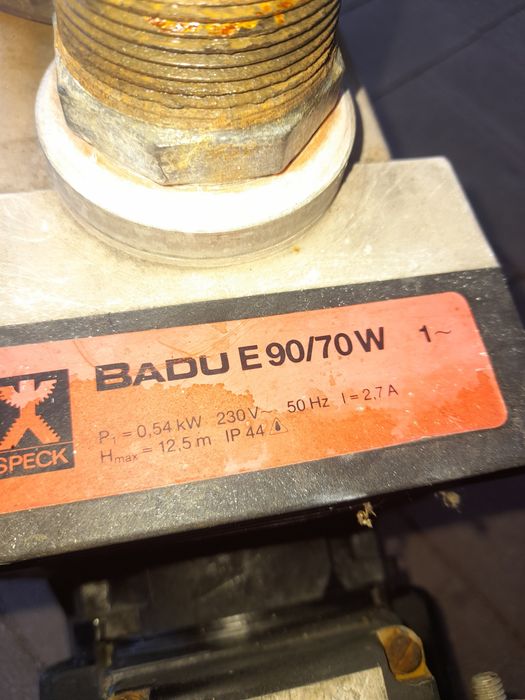 BADU E 90/70 W 1~
P₁ = 0,54 kW 230 V~ 50 Hz I = 2,7 A
Hmax = 12,5 m IP 44
SPECK